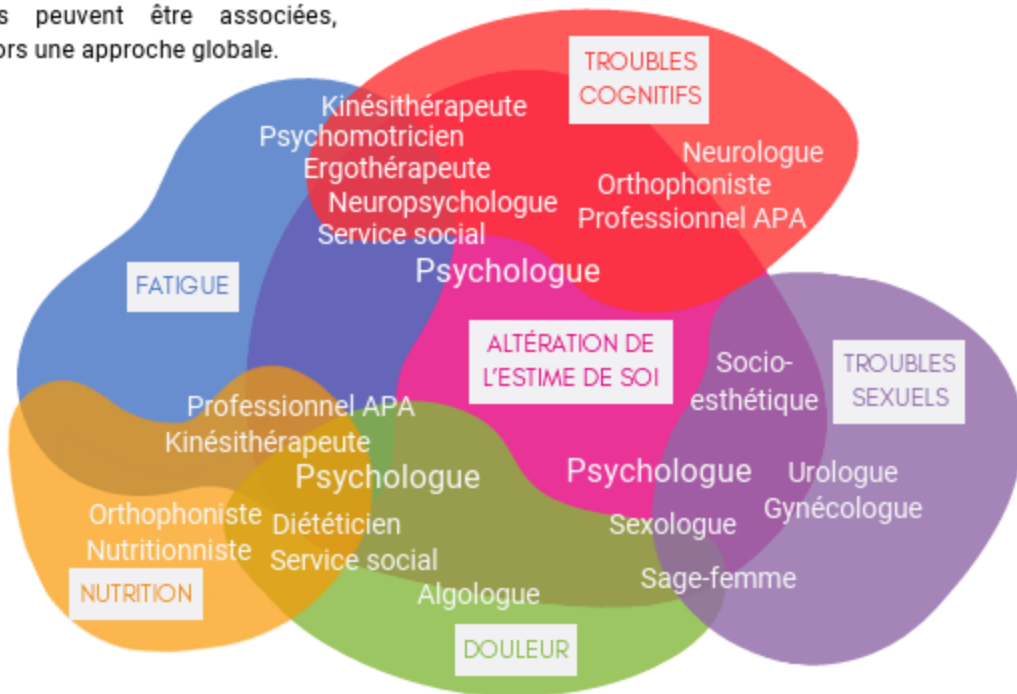 peuvent être associées,
une approche globale.
TROUBLES
COGNITIFS
Kinésithérapeute
Psychomotricien
Ergothérapeute
Neuropsychologue
Service social
Psychologue
Neurologue
Orthophoniste
Professionnel APA
FATIGUE
ALTÉRATION DE
L'ESTIME DE SOI
Socio-
esthétique
TROUBLES
SEXUELS
Professionnel APA
Kinésithérapeute
Psychologue
Psychologue
Urologue
Gynécologue
Orthophoniste
Nutritionniste
Diététicien
Service social
Sexologue
Sage-femme
Algologue
NUTRITION
DOULEUR